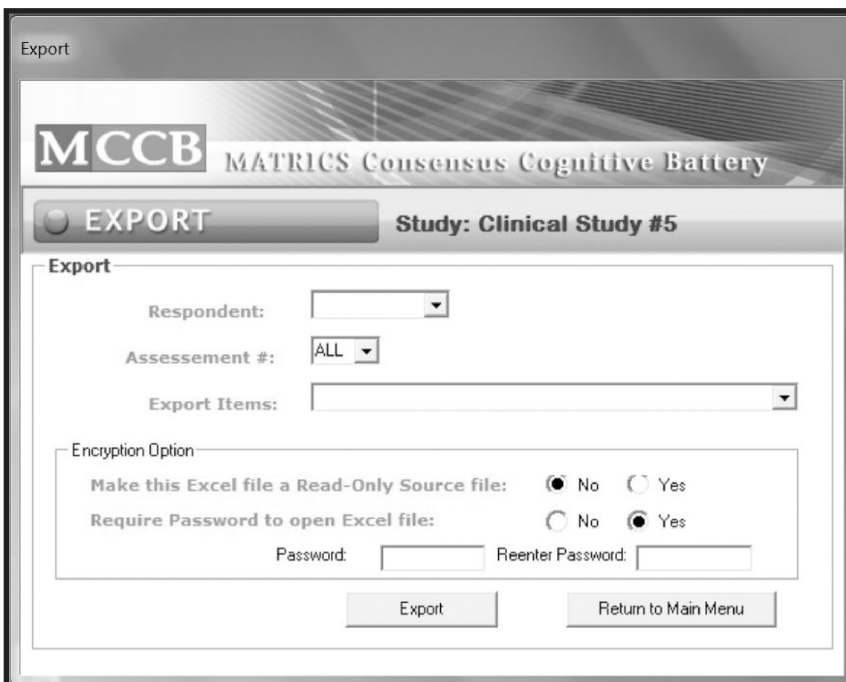 Export
MCCB MATRICS Consensus Cognitive Battery
EXPORT Study: Clinical Study #5
Export
Respondent:
Assessement #: ALL
Export Items:
Encryption Option
Make this Excel file a Read-Only Source file: No Yes
Require Password to open Excel file: No Yes
Password: Reenter Password:
Export Return to Main Menu